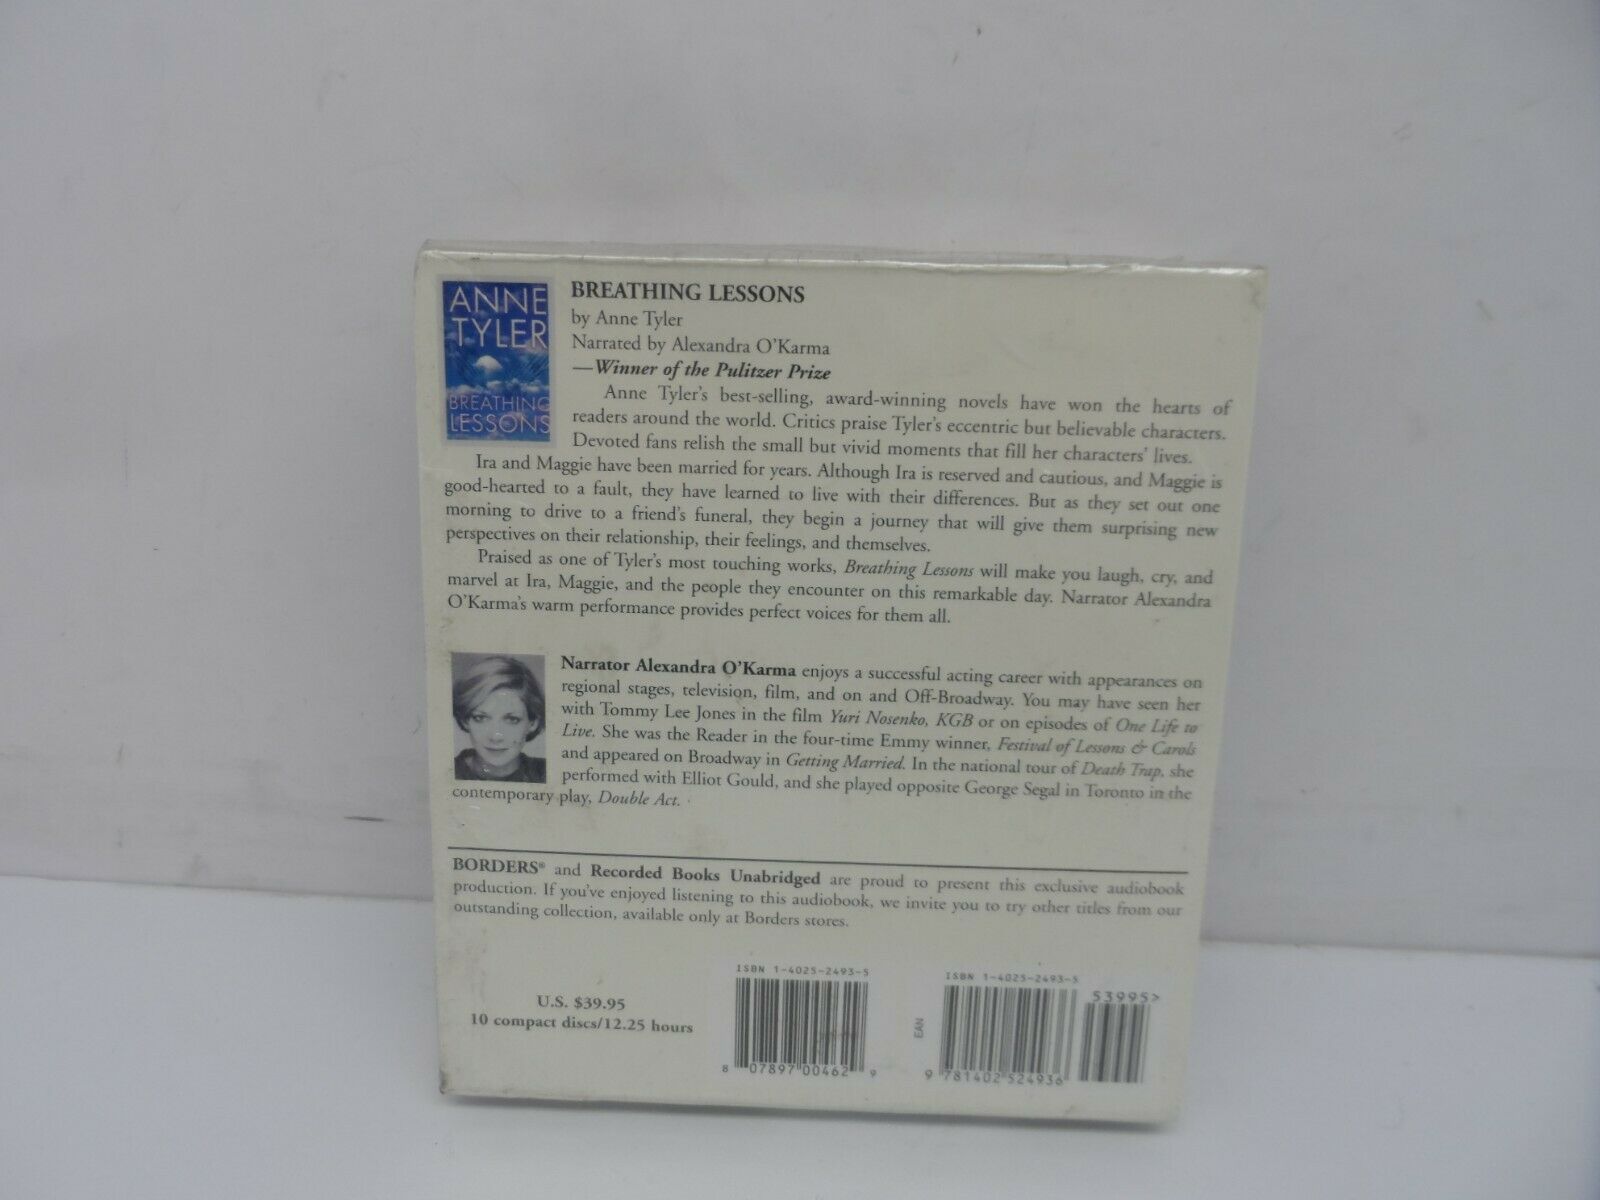 ANNE
TYLER
BREATHING
LESSONS
BREATHING LESSONS
by Anne Tyler
Narrated by Alexandra O'Karma
—Winner of the Pulitzer Prize
Anne Tyler's best-selling, award-winning novels have won the hearts of
readers around the world. Critics praise Tyler's eccentric but believable characters.
Devoted fans relish the small but vivid moments that fill her characters' lives.
Ira and Maggie have been married for years. Although Ira is reserved and cautious, and Maggie is
good-hearted to a fault, they have learned to live with their differences. But as they set out one
morning to drive to a friend's funeral, they begin a journey that will give them surprising new
perspectives on their relationship, their feelings, and themselves.
Praised as one of Tyler's most touching works, Breathing Lessons will make you laugh, cry, and
marvel at Ira, Maggie, and the people they encounter on this remarkable day. Narrator Alexandra
O'Karma's warm performance provides perfect voices for them all.
Narrator Alexandra O'Karma enjoys a successful acting career with appearances on
regional stages, television, film, and on and Off-Broadway. You may have seen her
with Tommy Lee Jones in the film Yuri Nosenko, KGB or on episodes of One Life to
Live. She was the Reader in the four-time Emmy winner, Festival of Lessons & Carols
and appeared on Broadway in Getting Married. In the national tour of Death Trap, she
performed with Elliot Gould, and she played opposite George Segal in Toronto in the
contemporary play, Double Act.
BORDERS® and Recorded Books Unabridged are proud to present this exclusive audiobook
production. If you've enjoyed listening to this audiobook, we invite you to try other titles from our
outstanding collection, available only at Borders stores.
U.S. $39.95
10 compact discs/12.25 hours
ISBN 1-4025-2493-5
8 07897 00462 9
ISBN 1-4025-2493-5
53995>
EAN
9 781402 524936